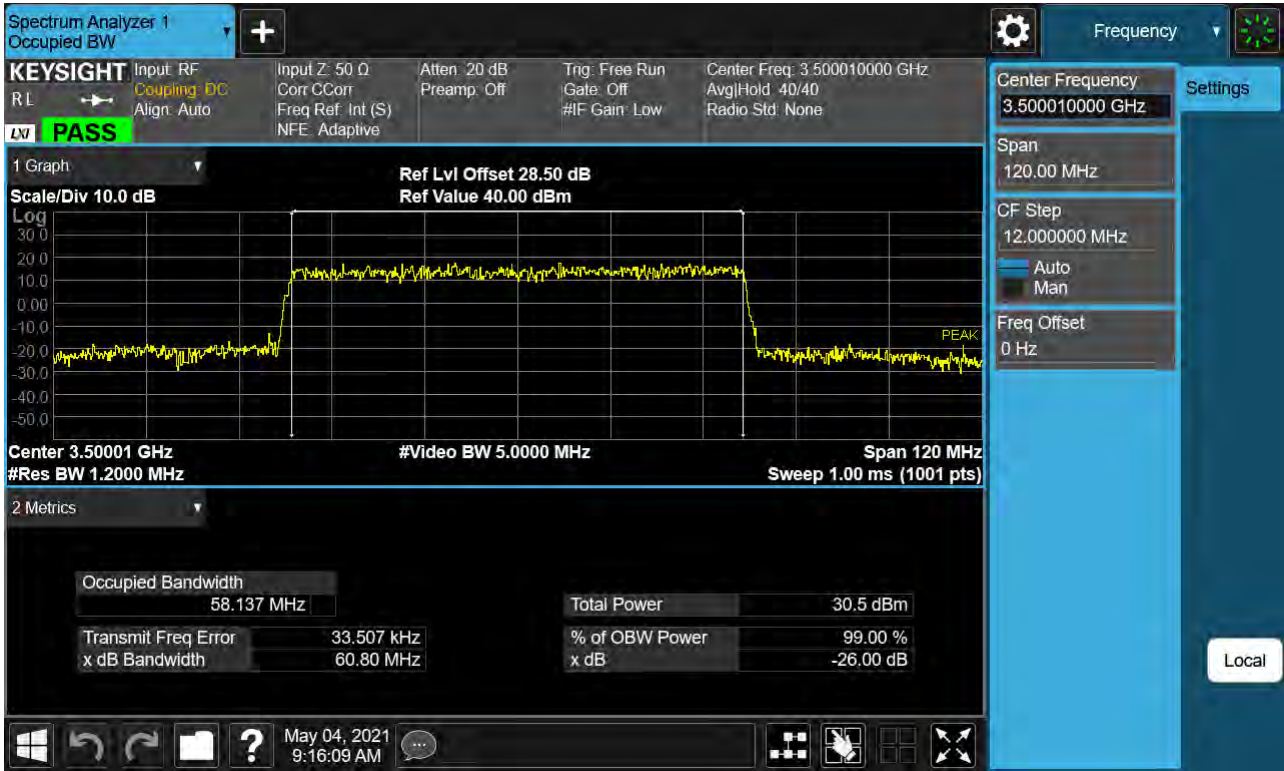 Spectrum Analyzer 1
Occupied BW
+
Frequency
KEYSIGHT
RL
LXI
PASS
Input: RF
Coupling: DC
Align: Auto
Input Z: 50 Ω
Corr CCorr
Freq Ref: Int (S)
NFE: Adaptive
Atten: 20 dB
Preamp: Off
Trig: Free Run
Gate: Off
#IF Gain: Low
Center Freq: 3.500010000 GHz
Avg|Hold: 40/40
Radio Std: None
Center Frequency
3.500010000 GHz
Settings
Span
120.00 MHz
CF Step
12.000000 MHz
Auto
Man
Freq Offset
0 Hz
Local
1 Graph
Scale/Div 10.0 dB
Ref Lvl Offset 28.50 dB
Ref Value 40.00 dBm
Log
30.0
20.0
10.0
0.00
-10.0
-20.0
-30.0
-40.0
-50.0
PEAK
Center 3.50001 GHz
#Video BW 5.0000 MHz
Span 120 MHz
#Res BW 1.2000 MHz
Sweep 1.00 ms (1001 pts)
2 Metrics
Occupied Bandwidth
58.137 MHz
Total Power 30.5 dBm
Transmit Freq Error 33.507 kHz
% of OBW Power 99.00 %
x dB Bandwidth 60.80 MHz
x dB -26.00 dB
?
May 04, 2021
9:16:09 AM